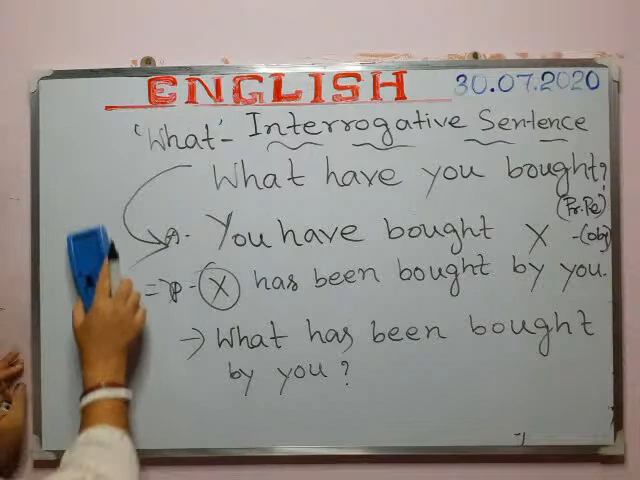 ENGLISH 30.07.2020
'What' - Interrogative Sentence
What have you bought?
(Pr.Pe)
A- You have bought X -(obj)
=> P - X has been bought by you.
→ What has been bought
by you?